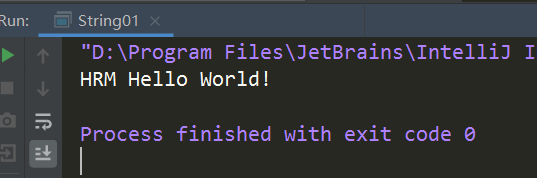 Run: String01
"D:\Program Files\JetBrains\IntelliJ I
HRM Hello World!
Process finished with exit code 0